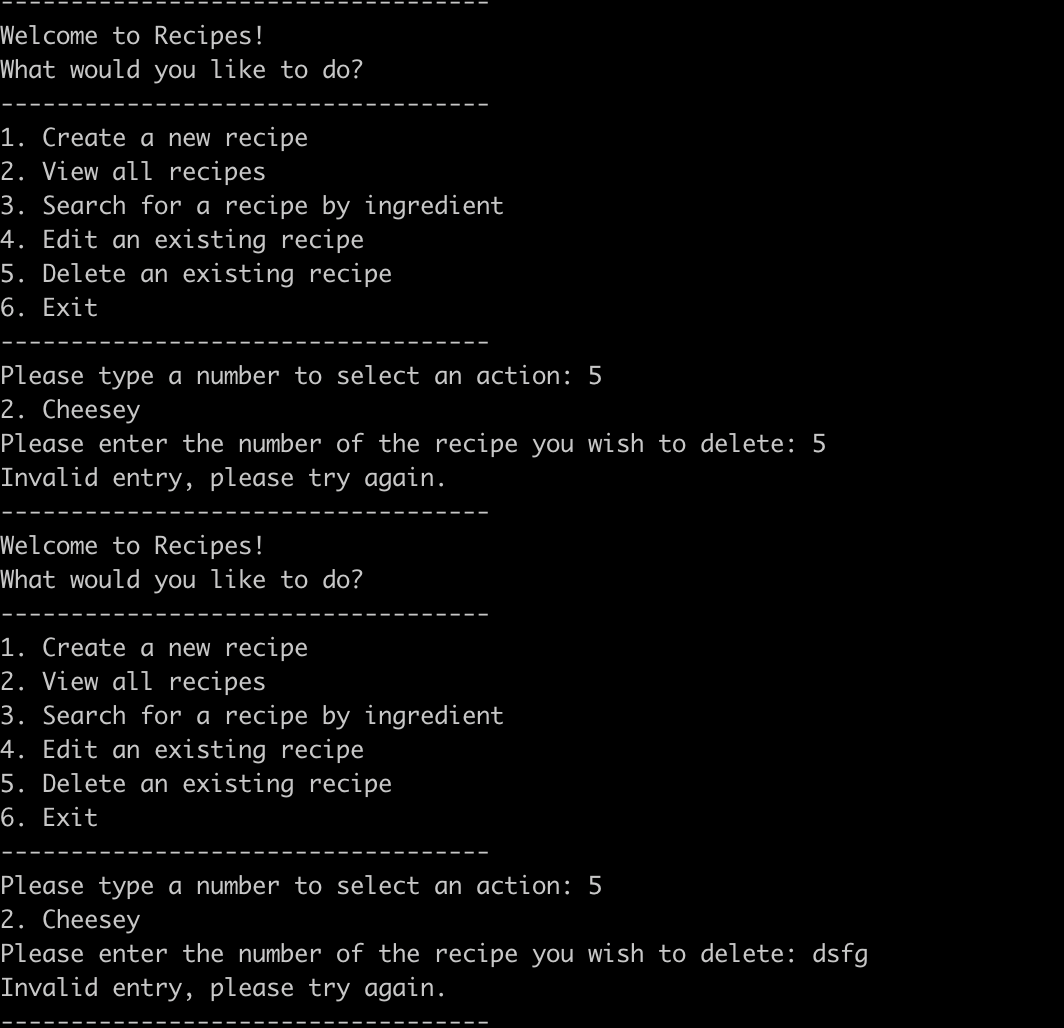 -----------------------------------
Welcome to Recipes!
What would you like to do?
-----------------------------------
1. Create a new recipe
2. View all recipes
3. Search for a recipe by ingredient
4. Edit an existing recipe
5. Delete an existing recipe
6. Exit
-----------------------------------
Please type a number to select an action: 5
2. Cheesey
Please enter the number of the recipe you wish to delete: 5
Invalid entry, please try again.
-----------------------------------
Welcome to Recipes!
What would you like to do?
-----------------------------------
1. Create a new recipe
2. View all recipes
3. Search for a recipe by ingredient
4. Edit an existing recipe
5. Delete an existing recipe
6. Exit
-----------------------------------
Please type a number to select an action: 5
2. Cheesey
Please enter the number of the recipe you wish to delete: dsfg
Invalid entry, please try again.
-----------------------------------